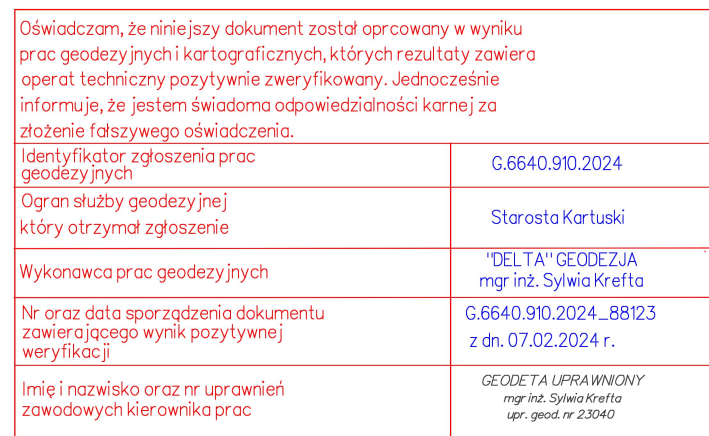 Oświadczam, że niniejszy dokument został oprcowany w wyniku
prac geodezyjnych i kartograficznych, których rezultaty zawiera
operat techniczny pozytywnie zweryfikowany. Jednocześnie
informuje, że jestem świadoma odpowiedzialności karnej za
złożenie fałszywego oświadczenia.
Identyfikator zgłoszenia prac
geodezyjnych
G.6640.910.2024
Ogran służby geodezyjnej
który otrzymał zgłoszenie
Starosta Kartuski
Wykonawca prac geodezyjnych
"DELTA" GEODEZJA
mgr inż. Sylwia Krefta
Nr oraz data sporządzenia dokumentu
zawierającego wynik pozytywnej
weryfikacji
G.6640.910.2024_88123
z dn. 07.02.2024 r.
Imię i nazwisko oraz nr uprawnień
zawodowych kierownika prac
GEODETA UPRAWNIONY
mgr inż. Sylwia Krefta
upr. geod. nr 23040